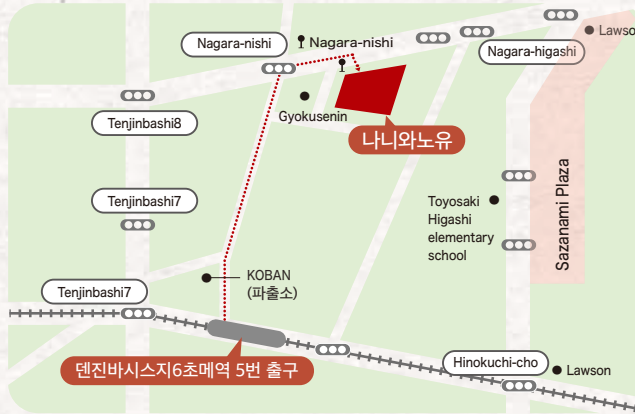 Nagara-nishi
Nagara-nishi
Nagara-higashi
Lawson
Tenjinbashi8
Gyokusenin
나니와노유
Tenjinbashi7
Toyosaki
Higashi
elementary
school
Sazanami Plaza
KOBAN
(파출소)
Tenjinbashi7
덴진바시스지6초메역 5번 출구
Hinokuchi-cho
Lawson